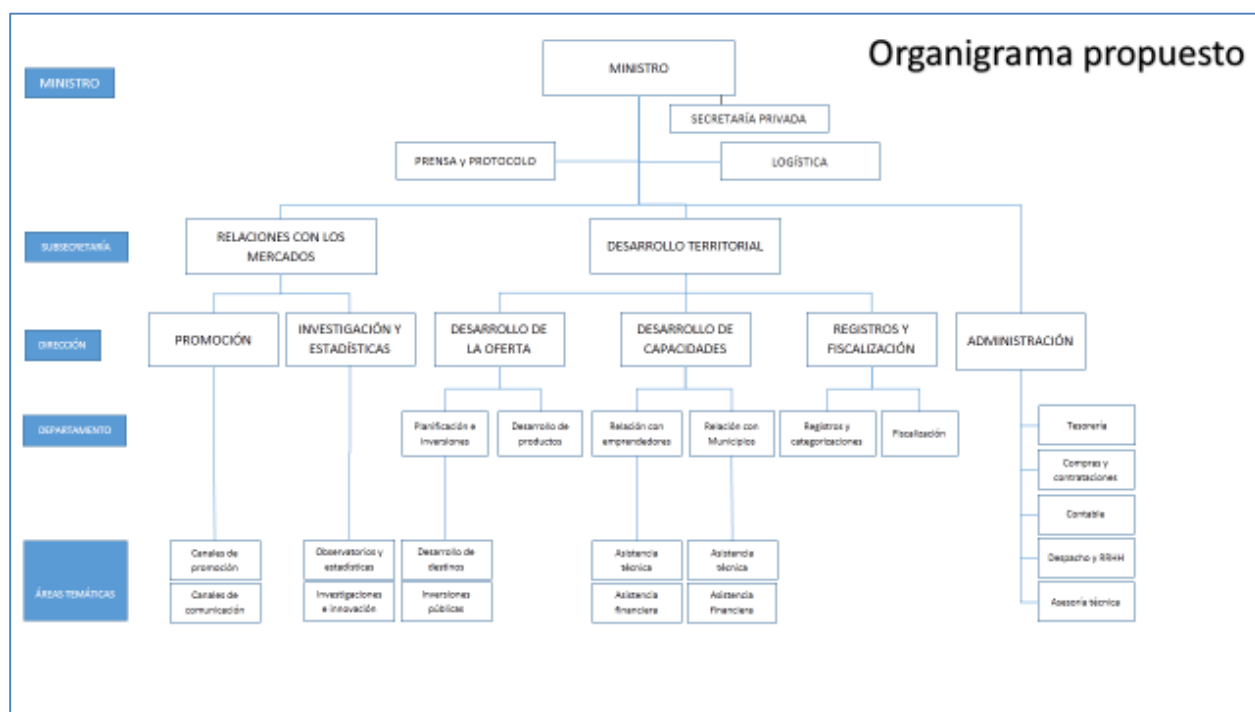 Organigrama propuesto
MINISTRO
MINISTRO
SECRETARÍA PRIVADA
PRENSA y PROTOCOLO
LOGÍSTICA
SUBSECRETARÍA
RELACIONES CON LOS
MERCADOS
DESARROLLO TERRITORIAL
DIRECCIÓN
PROMOCIÓN
INVESTIGACIÓN Y
ESTADÍSTICAS
DESARROLLO DE
LA OFERTA
DESARROLLO DE
CAPACIDADES
REGISTROS Y
FISCALIZACIÓN
ADMINISTRACIÓN
DEPARTAMENTO
Planificación e
Inversiones
Desarrollo de
productos
Relación con
emprendedores
Relación con
Municipios
Registros y
categorizaciones
Fiscalización
Tesorería
Compras y
contrataciones
Contable
Despacho y RRHH
Asesoría técnica
ÁREAS TEMÁTICAS
Canales de
promoción
Canales de
comunicación
Observatorios y
estadísticas
Investigaciones
e innovación
Desarrollo de
destinos
Inversiones
públicas
Asistencia
técnica
Asistencia
financiera
Asistencia
técnica
Asistencia
financiera